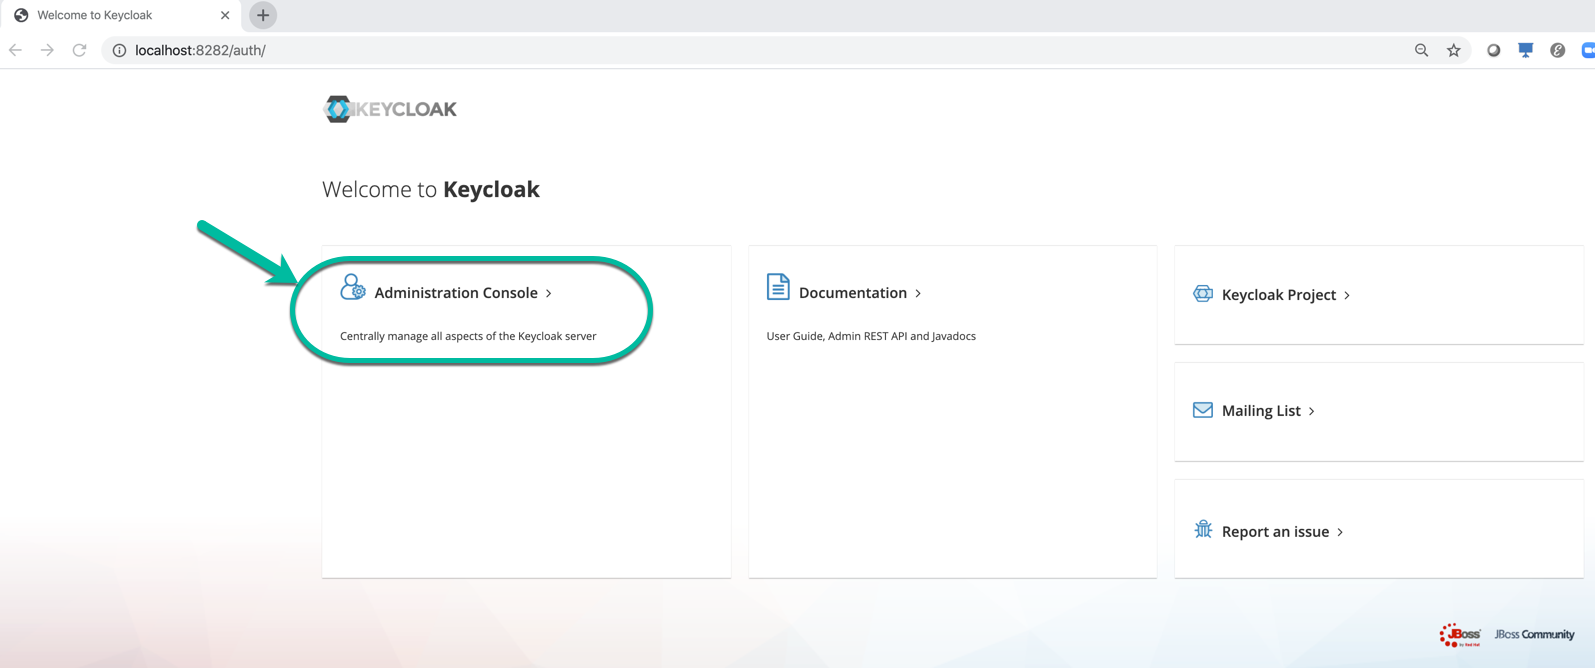 Welcome to Keycloak
localhost:8282/auth/
KEYCLOAK
Welcome to Keycloak
Administration Console
Centrally manage all aspects of the Keycloak server
Documentation
User Guide, Admin REST API and Javadocs
Keycloak Project
Mailing List
Report an issue
JBoss
by Red Hat
JBoss Community